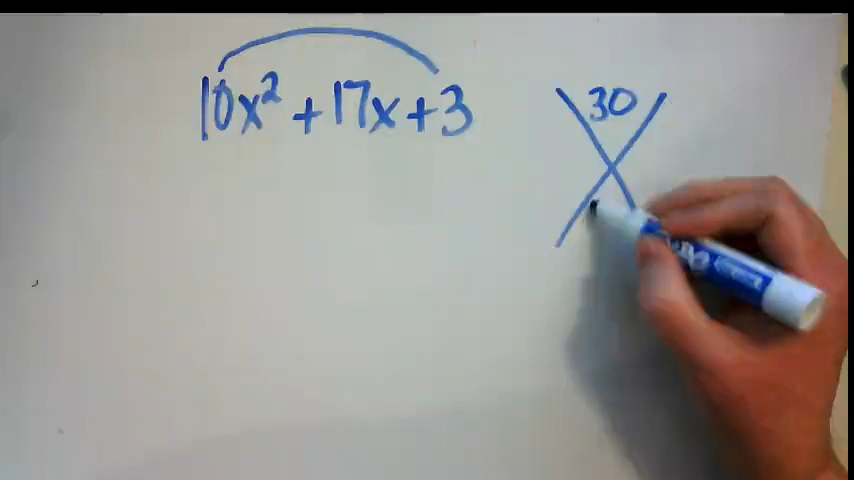 10x² + 17x + 3
30